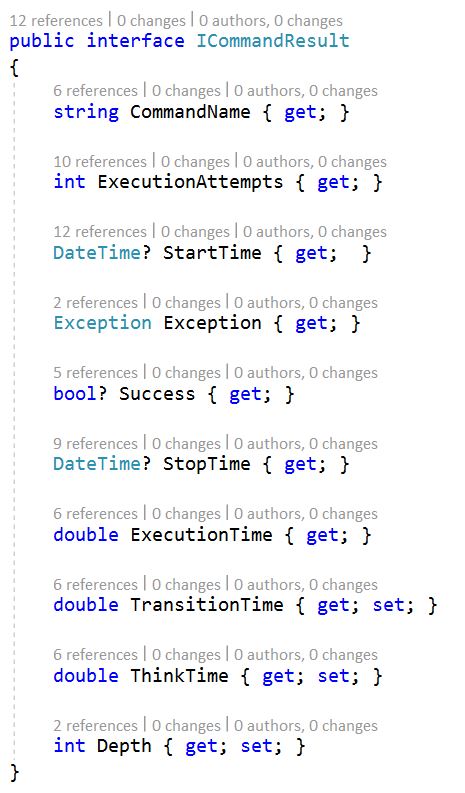 12 references | 0 changes | 0 authors, 0 changes
public interface ICommandResult
{
6 references | 0 changes | 0 authors, 0 changes
string CommandName { get; }
10 references | 0 changes | 0 authors, 0 changes
int ExecutionAttempts { get; }
12 references | 0 changes | 0 authors, 0 changes
DateTime? StartTime { get;  }
2 references | 0 changes | 0 authors, 0 changes
Exception Exception { get; }
5 references | 0 changes | 0 authors, 0 changes
bool? Success { get; }
9 references | 0 changes | 0 authors, 0 changes
DateTime? StopTime { get; }
6 references | 0 changes | 0 authors, 0 changes
double ExecutionTime { get; }
6 references | 0 changes | 0 authors, 0 changes
double TransitionTime { get; set; }
6 references | 0 changes | 0 authors, 0 changes
double ThinkTime { get; set; }
2 references | 0 changes | 0 authors, 0 changes
int Depth { get; set; }
}